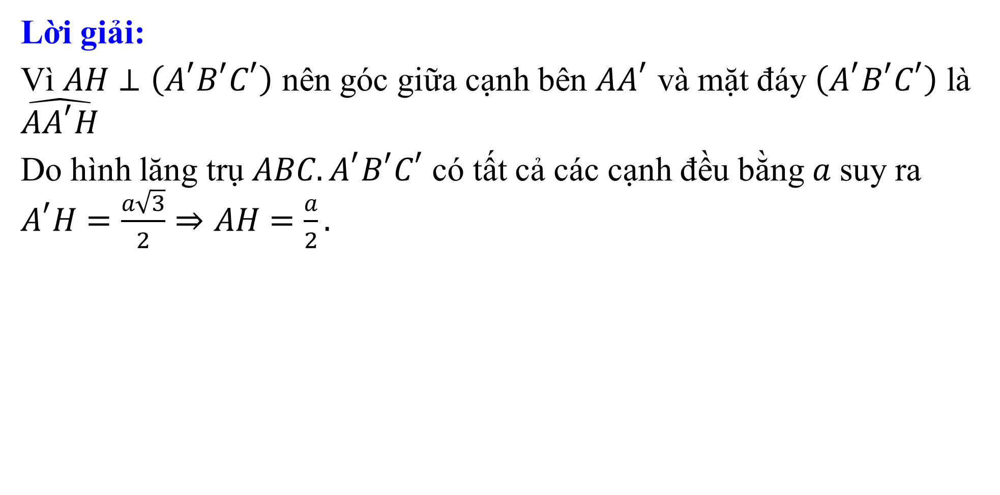 Lời giải:
Vì AH ⊥ (A′B′C′) nên góc giữa cạnh bên AA′ và mặt đáy (A′B′C′) là
$\widehat{AA'H}$
Do hình lăng trụ ABC.A′B′C′ có tất cả các cạnh đều bằng a suy ra
$A'H = \frac{a\sqrt{3}}{2} \Rightarrow AH = \frac{a}{2}.$